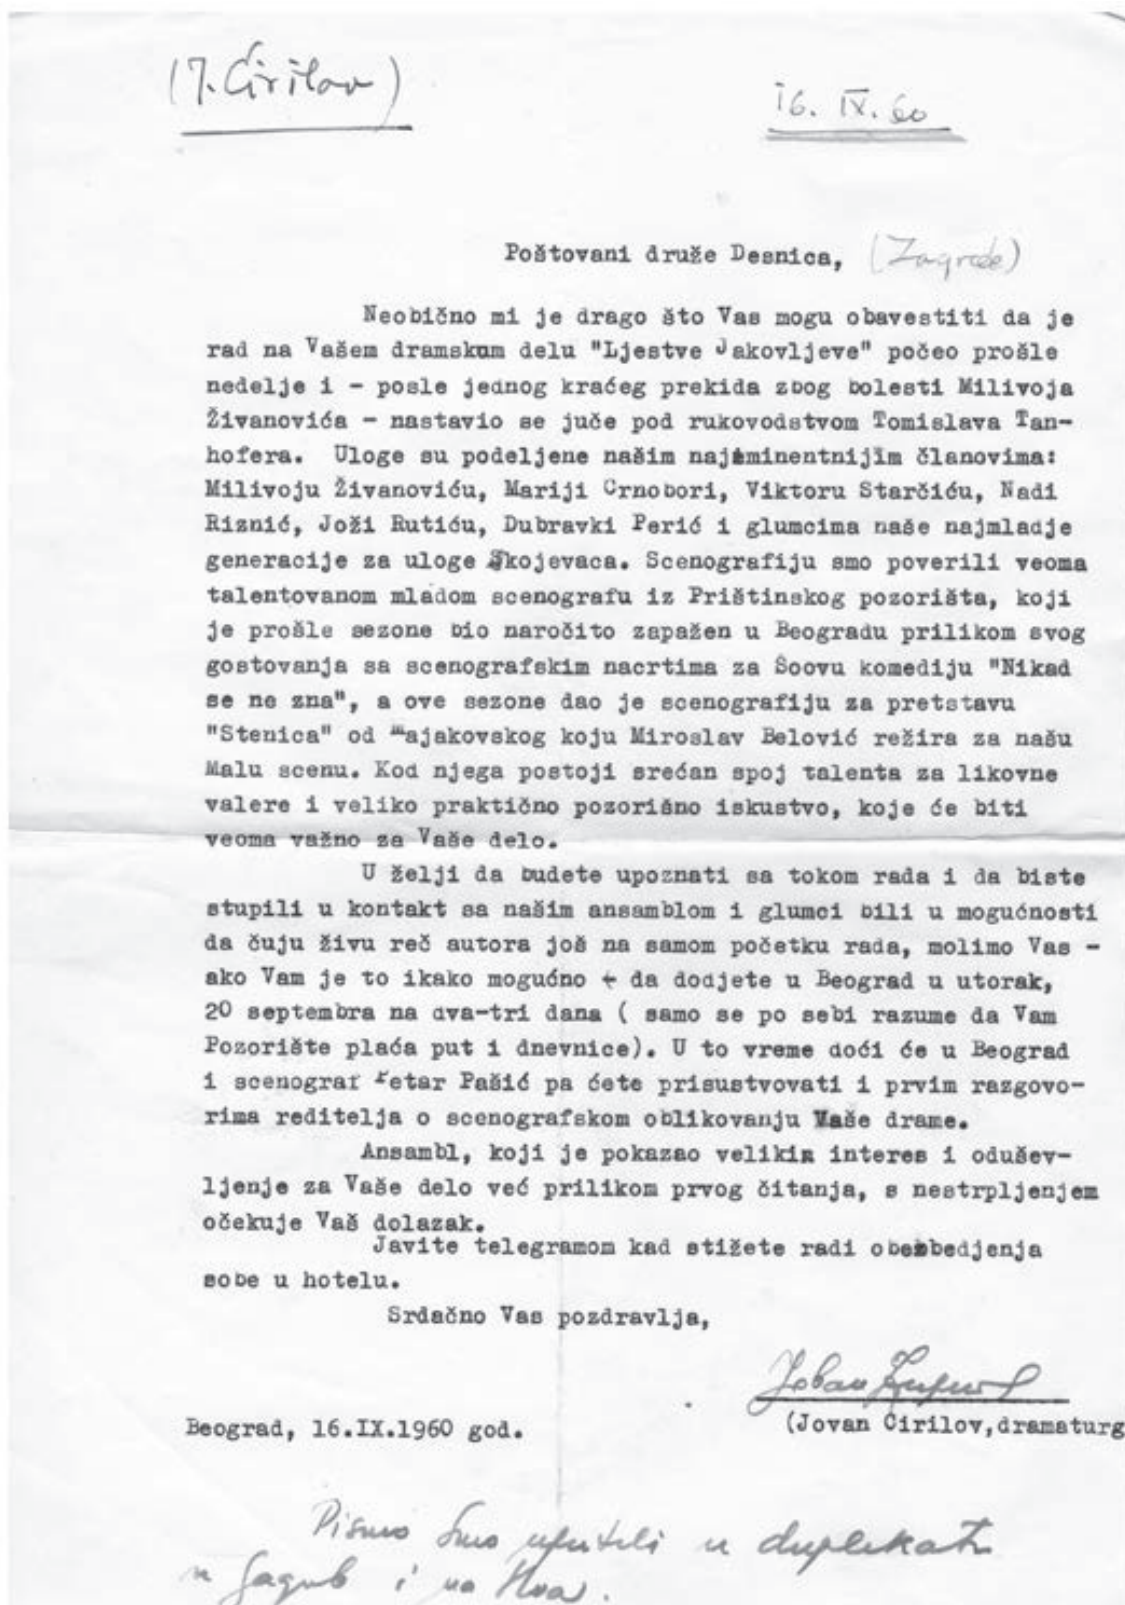 (J. Ćirilov)
16. IX. 60
Poštovani druže Desnica, (Zagreb)
Neobično mi je drago što Vas mogu obavestiti da je
rad na Vašem dramskom delu "Ljestve Jakovljeve" počeo prošle
nedelje i - posle jednog kraćeg prekida zbog bolesti Milivoja
Živanovića - nastavio se juče pod rukovodstvom Tomislava Tan-
hofera. Uloge su podeljene našim najeminentnijim članovima:
Milivoju Živanoviću, Mariji Crnobori, Viktoru Starčiću, Nadi
Riznić, Joži Rutiću, Dubravki Perić i glumcima naše najmladje
generacije za uloge Skojevaca. Scenografiju smo poverili veoma
talentovanom mladom scenografu iz Prištinskog pozorišta, koji
je prošle sezone bio naročito zapažen u Beogradu prilikom svog
gostovanja sa scenografskim nacrtima za Šoovu komediju "Nikad
se ne zna", a ove sezone dao je scenografiju za pretstavu
"Stenica" od Majakovskog koju Miroslav Belović režira za našu
Malu scenu. Kod njega postoji srećan spoj talenta za likovne
valere i veliko praktično pozorišno iskustvo, koje će biti
veoma važno za Vaše delo.
U želji da budete upoznati sa tokom rada i da biste
stupili u kontakt sa našim ansamblom i glumci bili u mogućnosti
da čuju živu reč autora još na samom početku rada, molimo Vas -
ako Vam je to ikako mogućno - da dodjete u Beograd u utorak,
20 septembra na dva-tri dana ( samo se po sebi razume da Vam
Pozorište plaća put i dnevnice). U to vreme doći će u Beograd
i scenograf Petar Pašić pa ćete prisustvovati i prvim razgovo-
rima reditelja o scenografskom oblikovanju Vaše drame.
Ansambl, koji je pokazao velikim interes i odušev-
ljenje za Vaše delo već prilikom prvog čitanja, s nestrpljenjem
očekuje Vaš dolazak.
Javite telegramom kad stižete radi obezbedjenja
sobe u hotelu.
Srdačno Vas pozdravlja,
Beograd, 16.IX.1960 god.
(Jovan Ćirilov, dramaturg
Pismo smo uputili u duplikatu
u Zagreb i na Hvar.